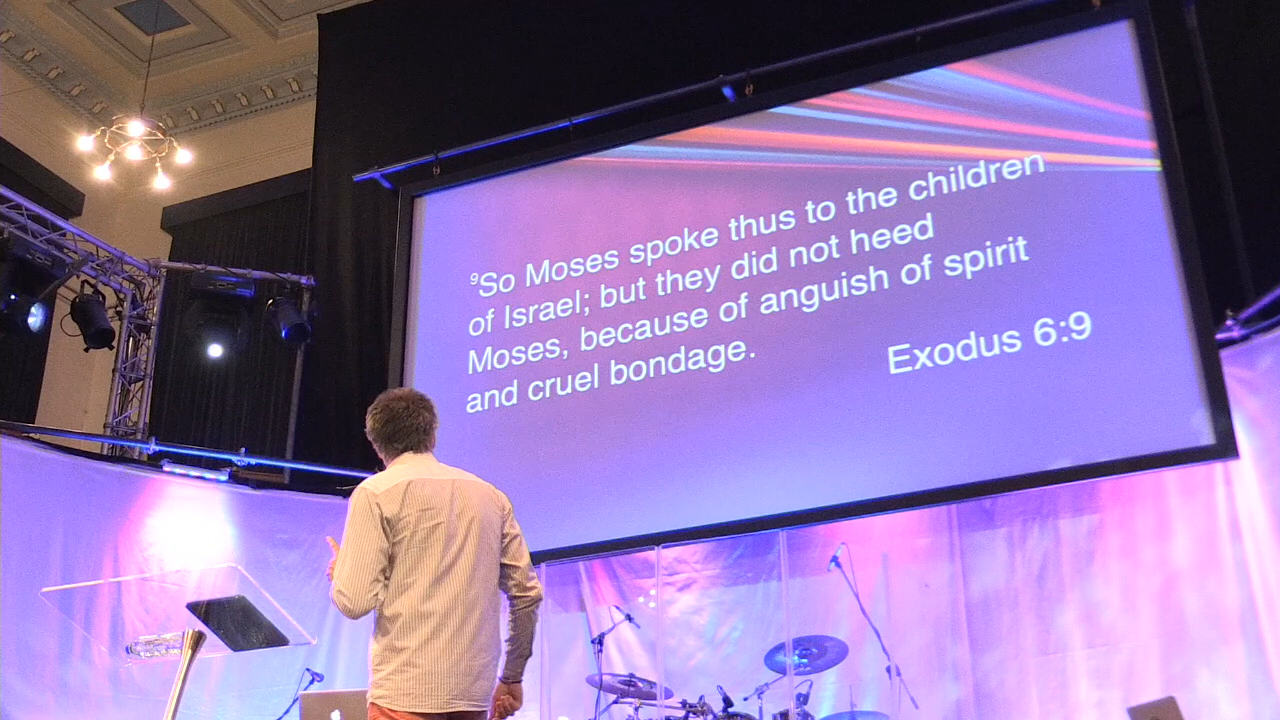 ⁹So Moses spoke thus to the children
of Israel; but they did not heed
Moses, because of anguish of spirit
and cruel bondage.
Exodus 6:9